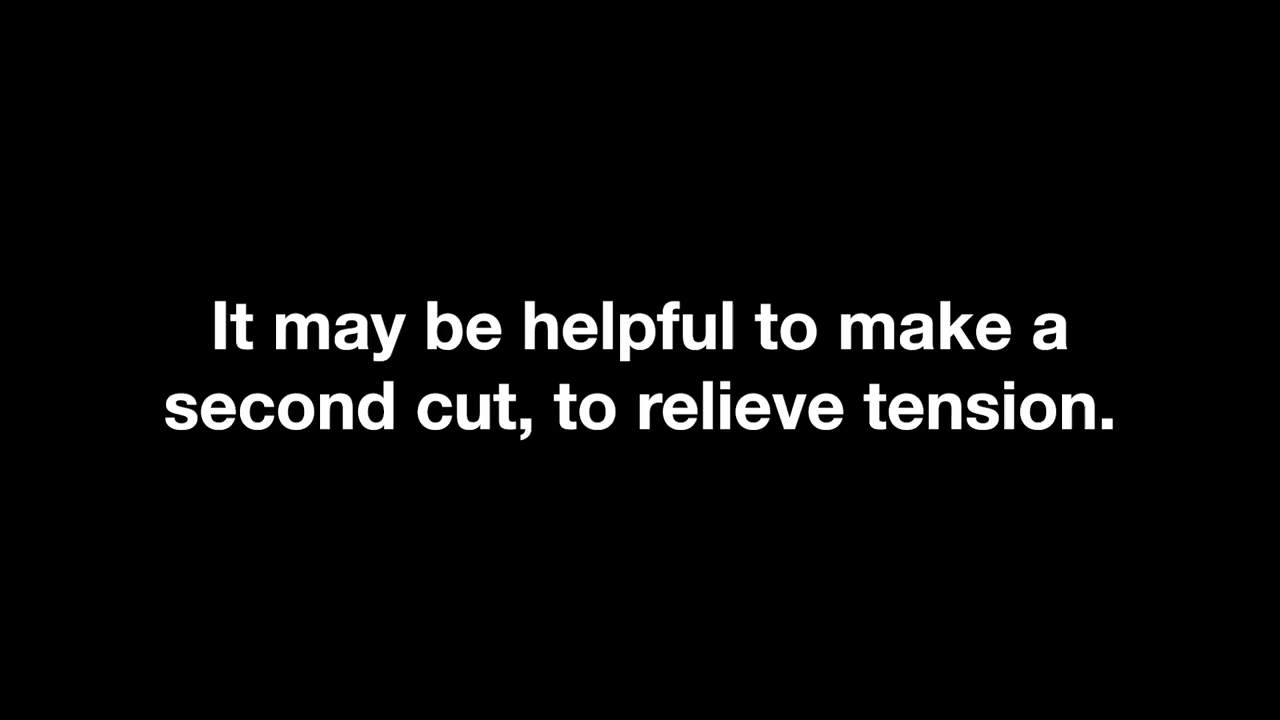 It may be helpful to make a
second cut, to relieve tension.